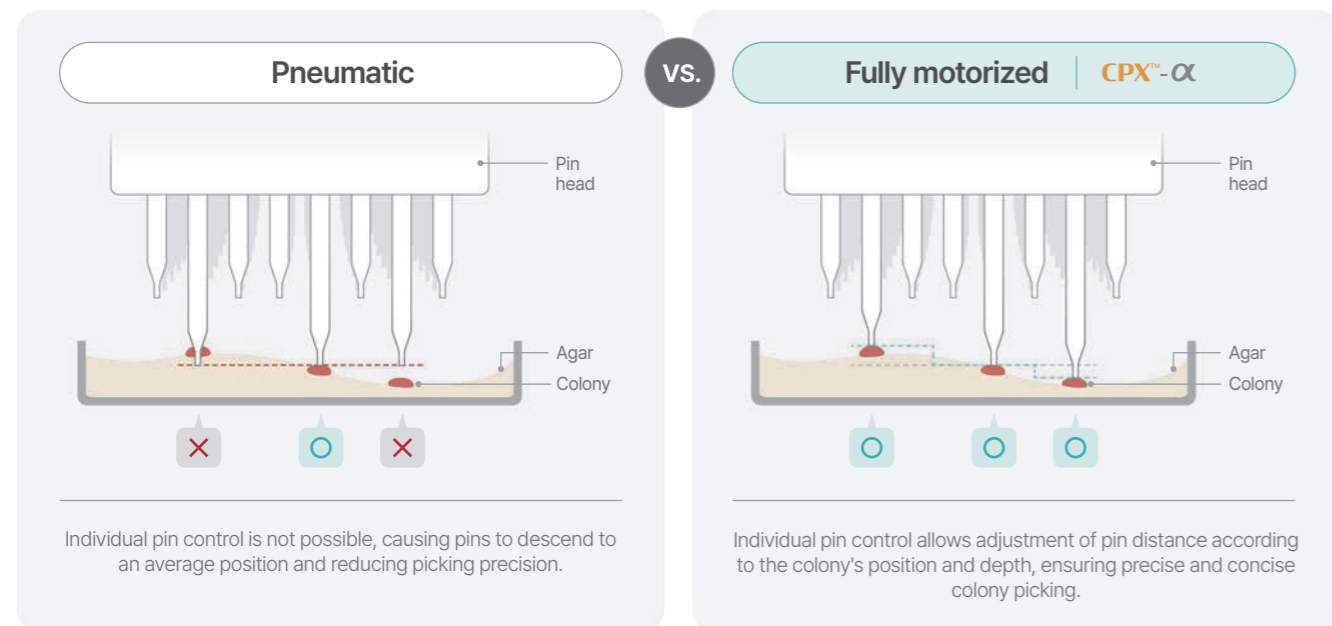 Pneumatic
VS.
Fully motorized
CPX™-α
Pin
head
Agar
Colony
Individual pin control is not possible, causing pins to descend to
an average position and reducing picking precision.
Pin
head
Agar
Colony
Individual pin control allows adjustment of pin distance according
to the colony's position and depth, ensuring precise and concise
colony picking.